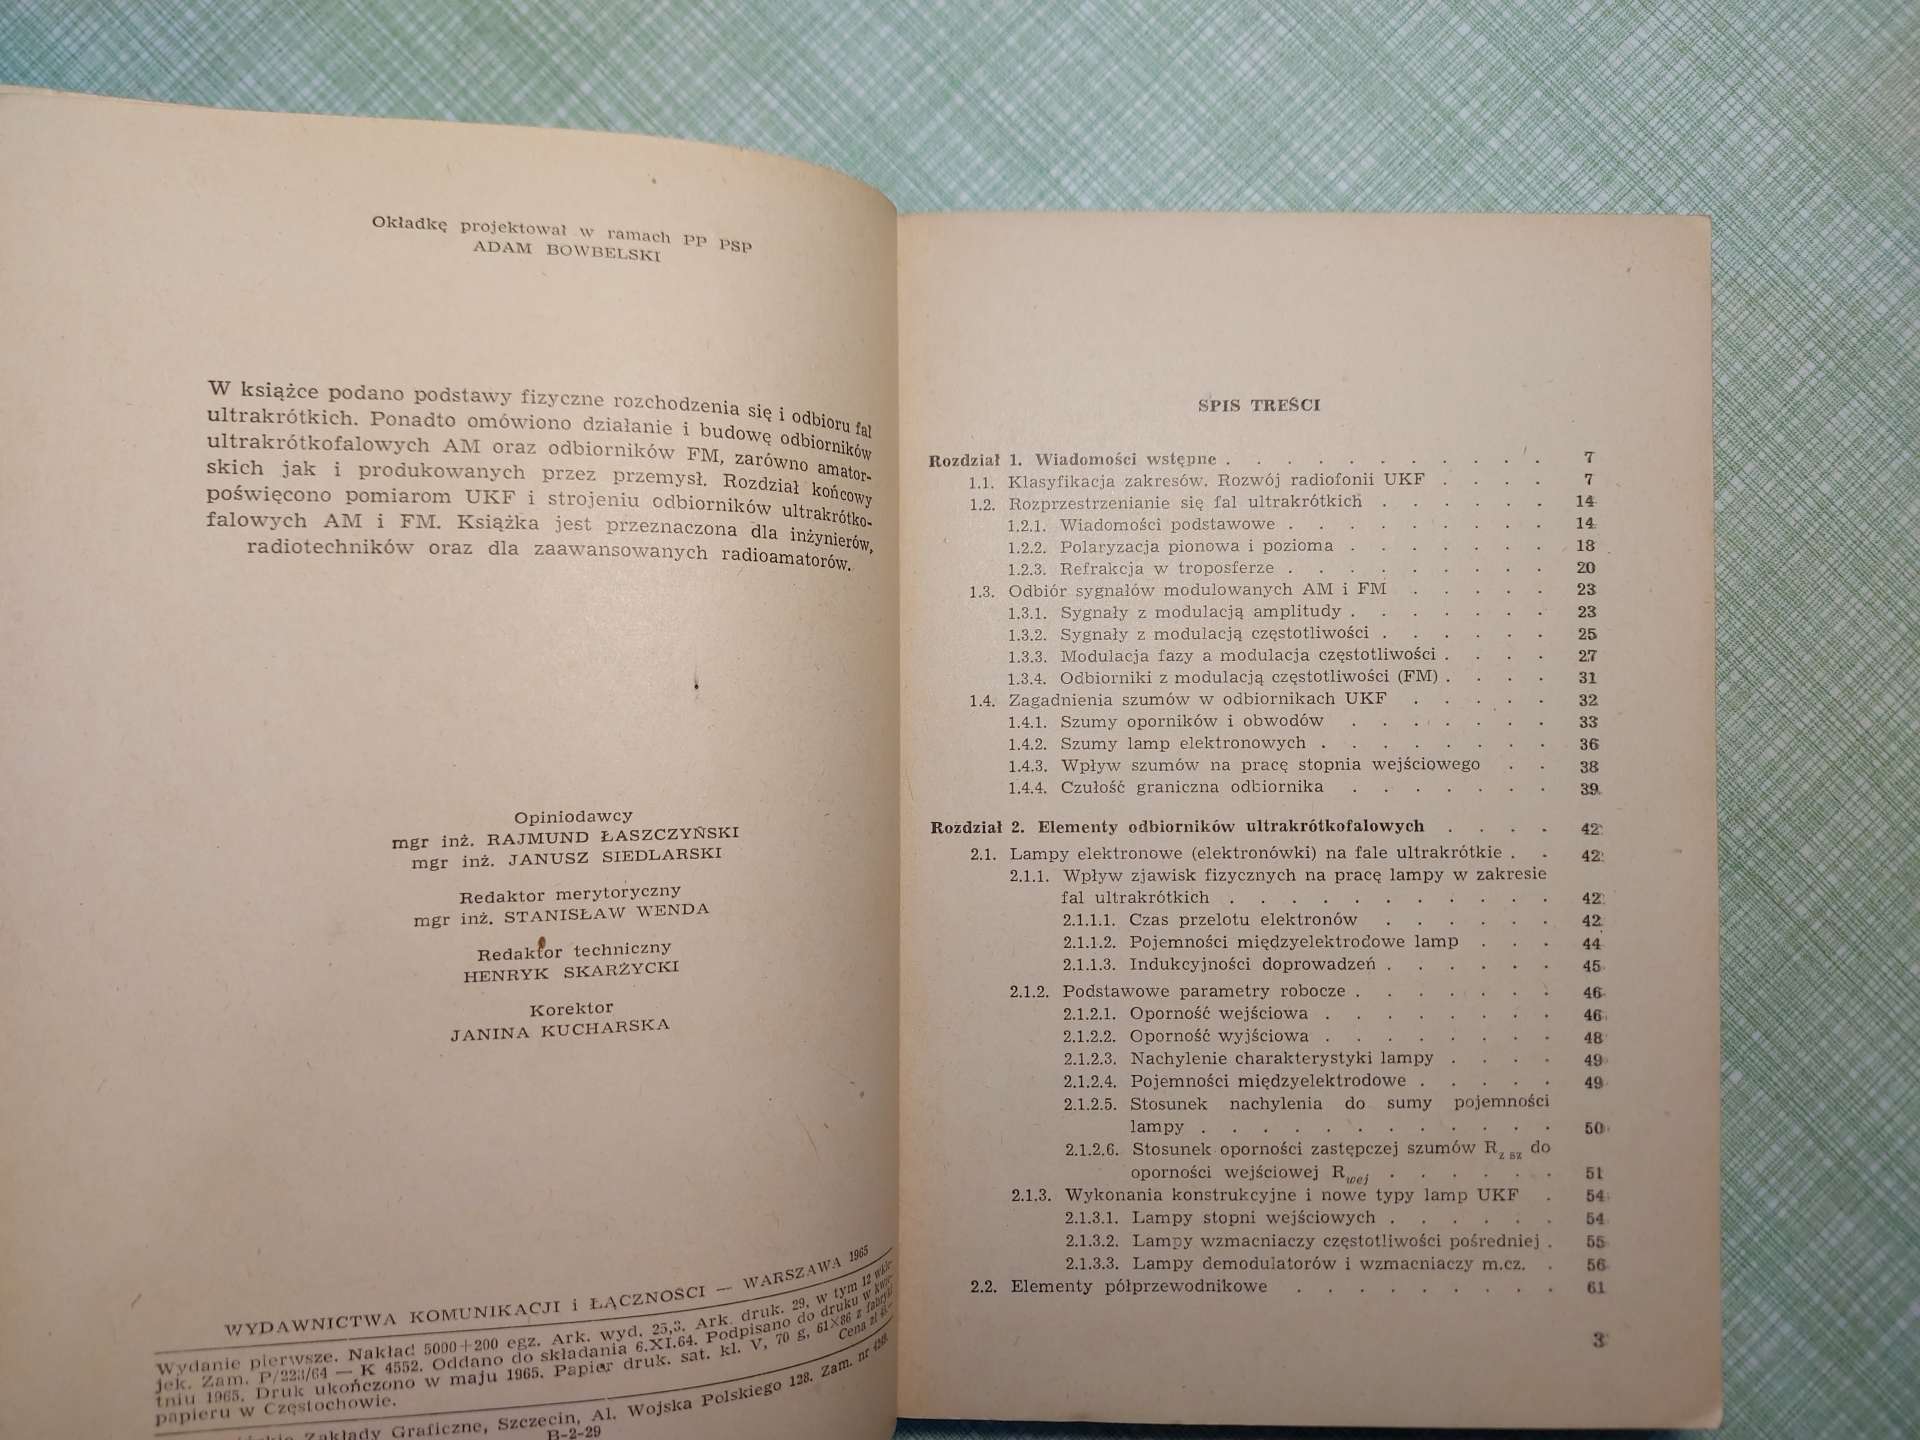 Okładkę projektował w ramach PP PSP
ADAM BOWBELSKI
W książce podano podstawy fizyczne rozchodzenia się i odbioru fal
ultrakrótkich. Ponadto omówiono działanie i budowę odbiorników
ultrakrótkofalowych AM oraz odbiorników FM, zarówno amator-
skich jak i produkowanych przez przemysł. Rozdział końcowy
poświęcono pomiarom UKF i strojeniu odbiorników ultrakrótko-
falowych AM i FM. Książka jest przeznaczona dla inżynierów,
radiotechników oraz dla zaawansowanych radioamatorów.
Opiniodawcy
mgr inż. RAJMUND ŁASZCZYŃSKI
mgr inż. JANUSZ SIEDLARSKI
Redaktor merytoryczny
mgr inż. STANISŁAW WENDA
Redaktor techniczny
HENRYK SKARŻYCKI
Korektor
JANINA KUCHARSKA
WYDAWNICTWA KOMUNIKACJI i ŁĄCZNOŚCI — WARSZAWA 1965
Wydanie pierwsze. Nakład 5000+200 egz. Ark. wyd. 25,3. Ark. druk. 29, w tym 12 wkle-
jek. Zam. P/223/64 — K 4552. Oddano do składania 6.XI.64. Podpisano do druku w kwie-
tniu 1965. Druk ukończono w maju 1965. Papier druk. sat. kl. V, 70 g, 61×86 z fabryki
papieru w Częstochowie. Cena zł
Zakłady Graficzne, Szczecin, Al. Wojska Polskiego 128. Zam. nr
B-2-29
SPIS TREŚCI
Rozdział 1. Wiadomości wstępne . . . . . . . . . . . 7
1.1. Klasyfikacja zakresów. Rozwój radiofonii UKF . . . . 7
1.2. Rozprzestrzenianie się fal ultrakrótkich . . . . . . 14
1.2.1. Wiadomości podstawowe . . . . . . . . . 14
1.2.2. Polaryzacja pionowa i pozioma . . . . . . . 18
1.2.3. Refrakcja w troposferze . . . . . . . . . 20
1.3. Odbiór sygnałów modulowanych AM i FM . . . . . 23
1.3.1. Sygnały z modulacją amplitudy . . . . . . . 23
1.3.2. Sygnały z modulacją częstotliwości . . . . . . 25
1.3.3. Modulacja fazy a modulacja częstotliwości . . . . 27
1.3.4. Odbiorniki z modulacją częstotliwości (FM) . . . . 31
1.4. Zagadnienia szumów w odbiornikach UKF . . . . . 32
1.4.1. Szumy oporników i obwodów . . . . . . . 33
1.4.2. Szumy lamp elektronowych . . . . . . . . 36
1.4.3. Wpływ szumów na pracę stopnia wejściowego . . 38
1.4.4. Czułość graniczna odbiornika . . . . . . . 39
Rozdział 2. Elementy odbiorników ultrakrótkofalowych . . . . 42
2.1. Lampy elektronowe (elektronówki) na fale ultrakrótkie . . 42
2.1.1. Wpływ zjawisk fizycznych na pracę lampy w zakresie
fal ultrakrótkich . . . . . . . . . . . 42
2.1.1.1. Czas przelotu elektronów . . . . . . 42
2.1.1.2. Pojemności międzyelektrodowe lamp . . . 44
2.1.1.3. Indukcyjności doprowadzeń . . . . . . 45
2.1.2. Podstawowe parametry robocze . . . . . . . 46
2.1.2.1. Oporność wejściowa . . . . . . . . 46
2.1.2.2. Oporność wyjściowa . . . . . . . . 48
2.1.2.3. Nachylenie charakterystyki lampy . . . . 49
2.1.2.4. Pojemności międzyelektrodowe . . . . . 49
2.1.2.5. Stosunek nachylenia do sumy pojemności
lampy . . . . . . . . . . . . 50
2.1.2.6. Stosunek oporności zastępczej szumów Rz sz do
oporności wejściowej Rwej . . . . . . 51
2.1.3. Wykonania konstrukcyjne i nowe typy lamp UKF . 54
2.1.3.1. Lampy stopni wejściowych . . . . . . 54
2.1.3.2. Lampy wzmacniaczy częstotliwości pośredniej . 55
2.1.3.3. Lampy demodulatorów i wzmacniaczy m.cz. . 56
2.2. Elementy półprzewodnikowe . . . . . . . . . 61
3